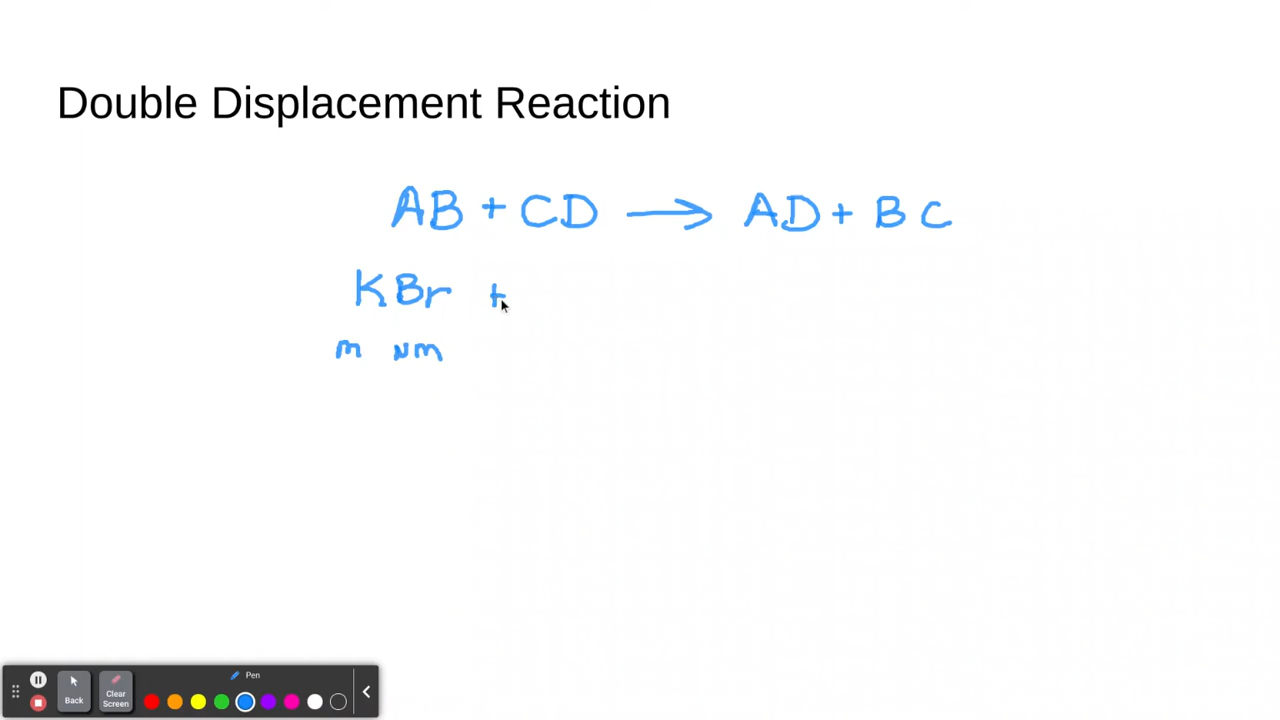 Double Displacement Reaction
AB + CD → AD + BC
KBr +
m Nm
Pen
Back
Clear
Screen